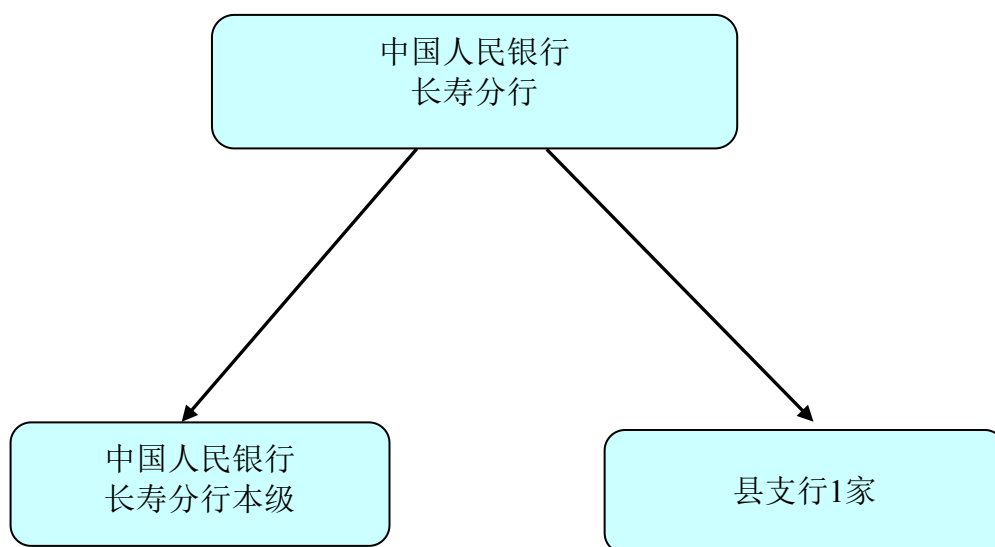 中国人民银行
长寿分行
中国人民银行
长寿分行本级
县支行1家